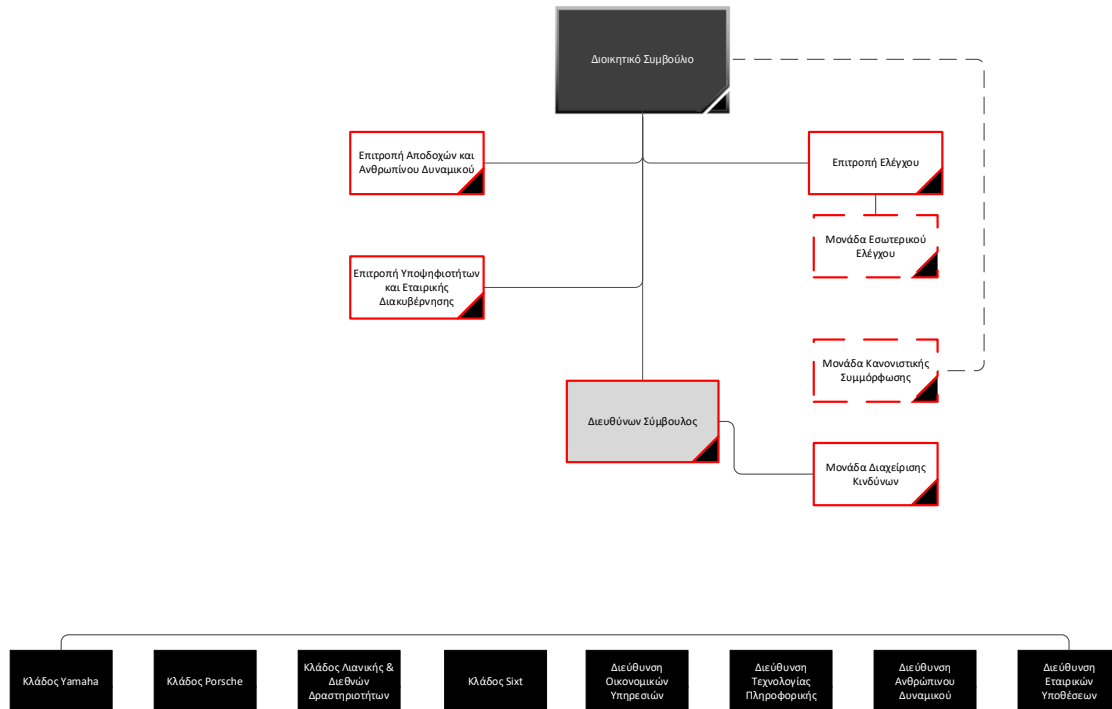 Διοικητικό Συμβούλιο
Επιτροπή Αποδοχών και
Ανθρωπίνου Δυναμικού
Επιτροπή Ελέγχου
Μονάδα Εσωτερικού
Ελέγχου
Επιτροπή Υποψηφιοτήτων
και Εταιρικής
Διακυβέρνησης
Μονάδα Κανονιστικής
Συμμόρφωσης
Διευθύνων Σύμβουλος
Μονάδα Διαχείρισης
Κινδύνων
Κλάδος Yamaha
Κλάδος Porsche
Κλάδος Λιανικής &
Διεθνών
Δραστηριοτήτων
Κλάδος Sixt
Διεύθυνση
Οικονομικών
Υπηρεσιών
Διεύθυνση
Τεχνολογίας
Πληροφορικής
Διεύθυνση
Ανθρώπινου
Δυναμικού
Διεύθυνση
Εταιρικών
Υποθέσεων